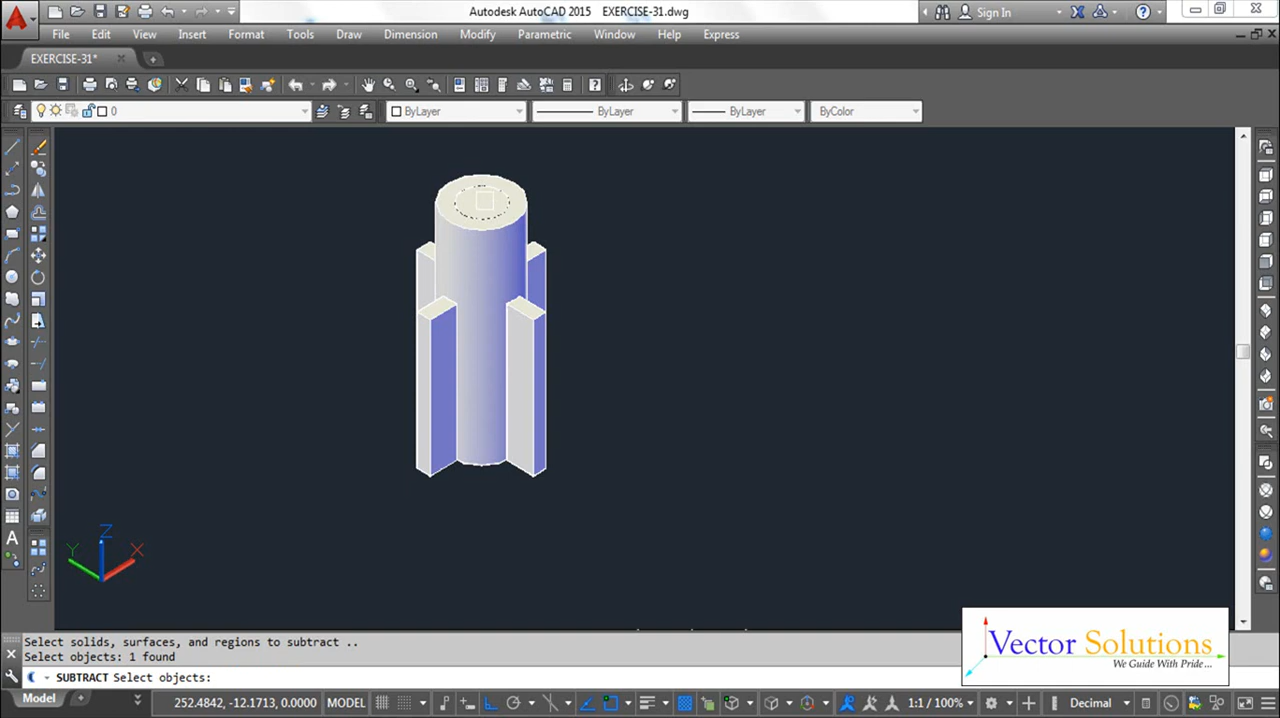 Autodesk AutoCAD 2015 EXERCISE-31.dwg
Sign In
File Edit View Insert Format Tools Draw Dimension Modify Parametric Window Help Express
EXERCISE-31*
0 ByLayer ByLayer ByLayer ByColor
Z
Y X
Select solids, surfaces, and regions to subtract ..
Select objects: 1 found
SUBTRACT Select objects:
Vector Solutions
We Guide With Pride ...
Model 252.4842, -12.1713, 0.0000 MODEL 1:1 / 100% Decimal